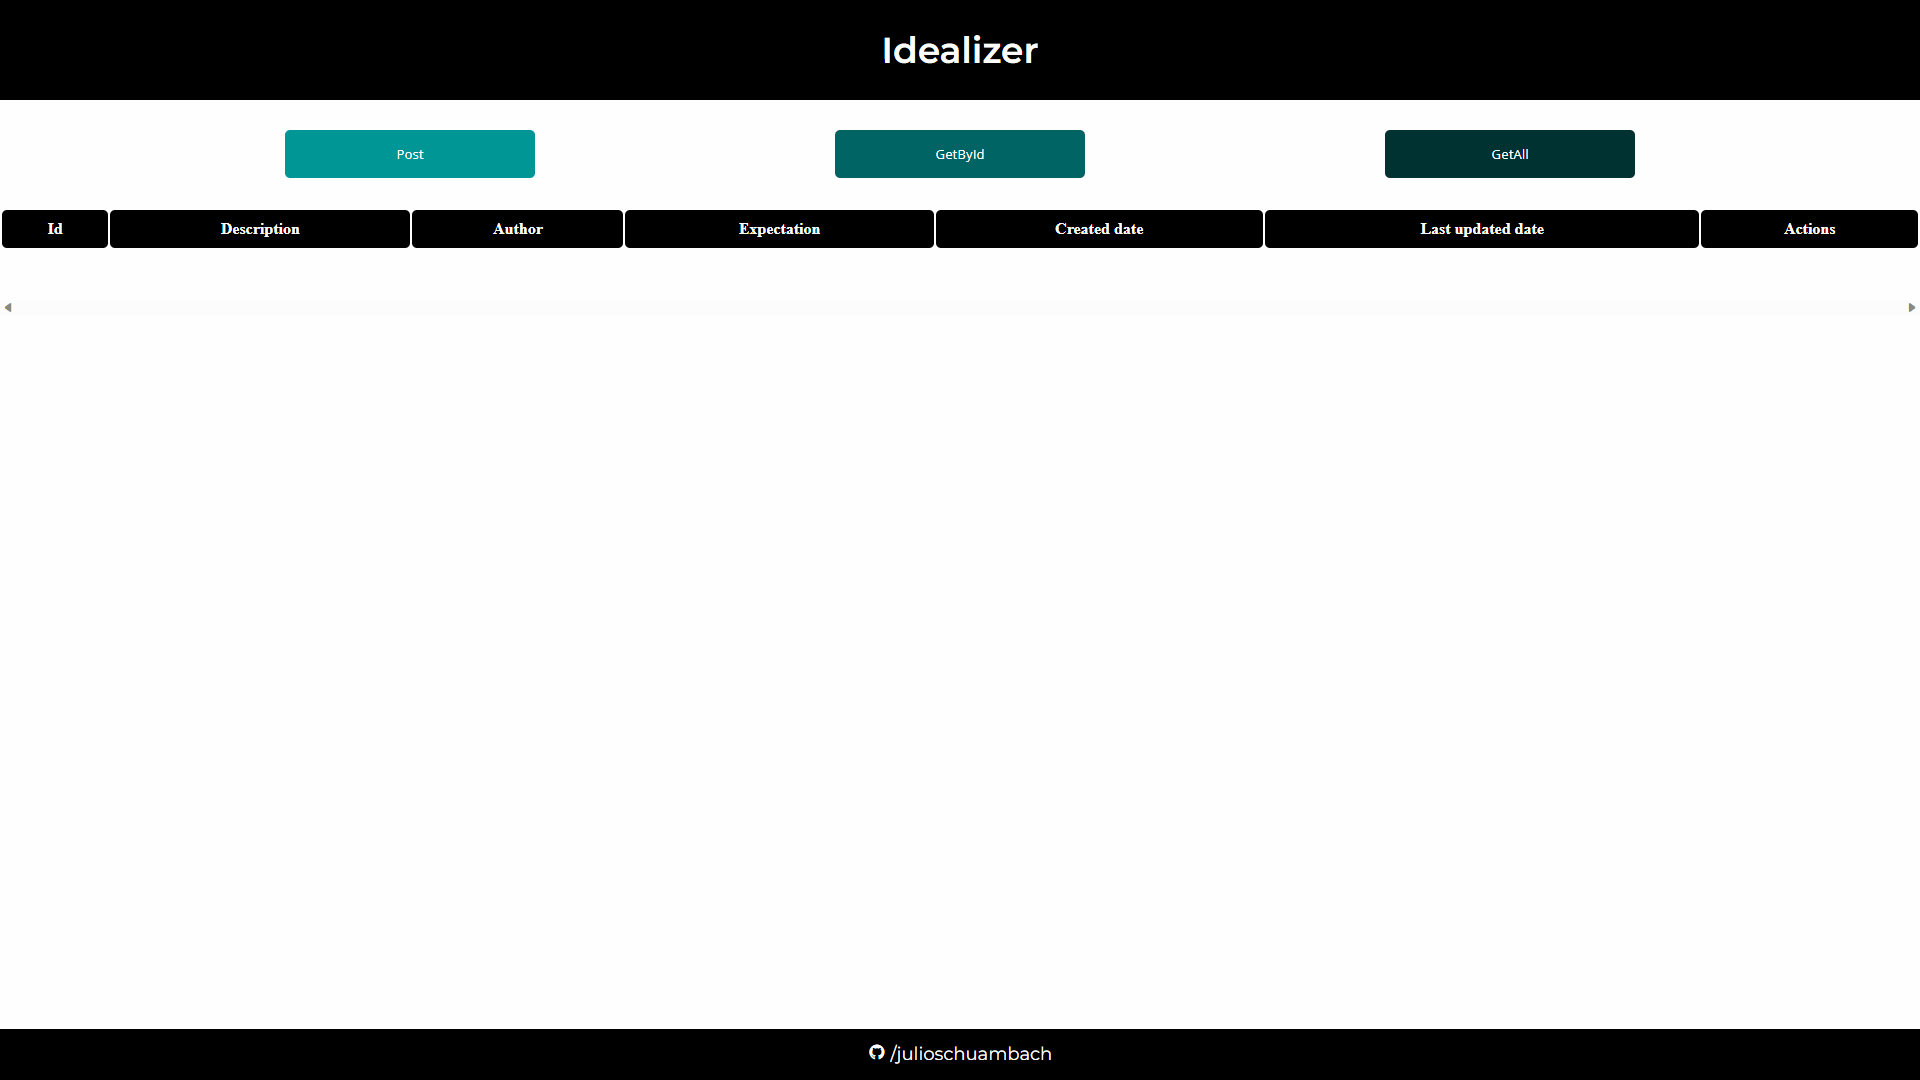 Idealizer
Post GetById GetAll
Id Description Author Expectation Created date Last updated date Actions
/julioschuambach